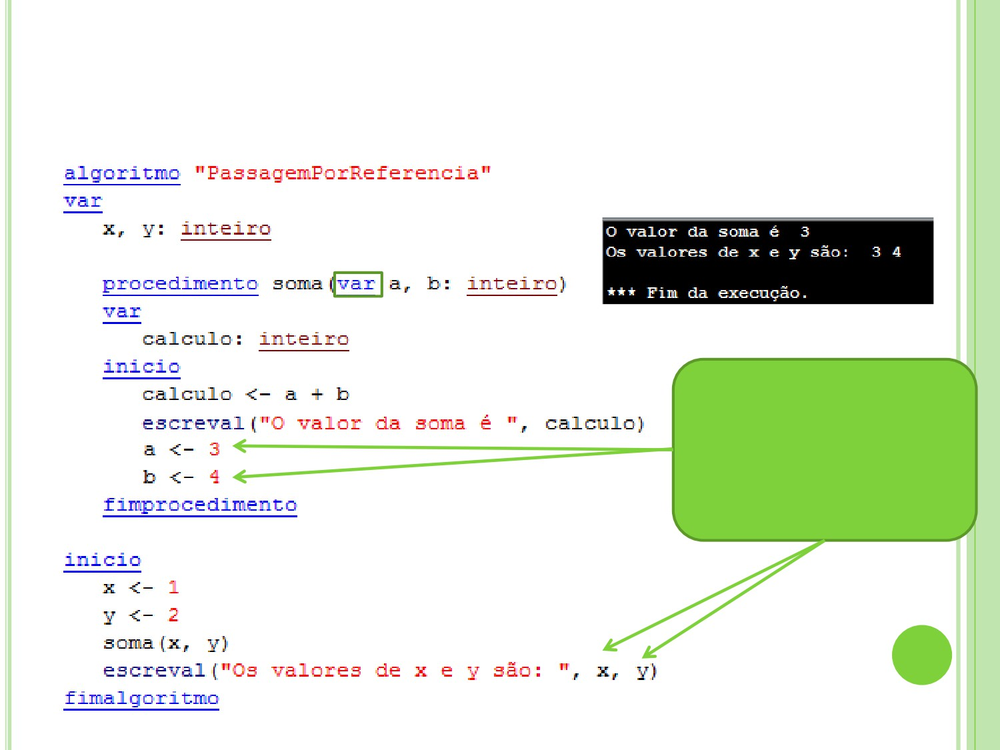 algoritmo "PassagemPorReferencia"
var
x, y: inteiro
procedimento soma(var a, b: inteiro)
var
calculo: inteiro
inicio
calculo <- a + b
escreval("O valor da soma é ", calculo)
a <- 3
b <- 4
fimprocedimento
inicio
x <- 1
y <- 2
soma(x, y)
escreval("Os valores de x e y são: ", x, y)
fimalgoritmo
O valor da soma é  3
Os valores de x e y são:  3 4
*** Fim da execução.